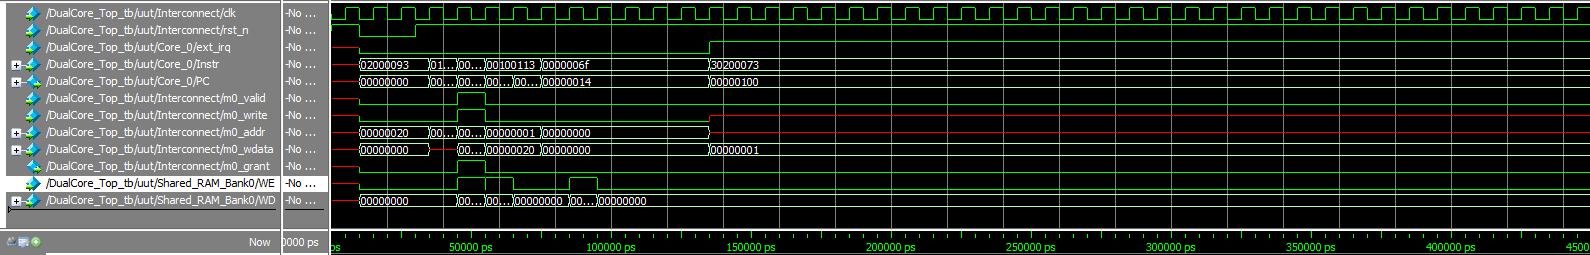 /DualCore_Top_tb/uut/Interconnect/clk -No ...
/DualCore_Top_tb/uut/Interconnect/rst_n -No ...
/DualCore_Top_tb/uut/Core_0/ext_irq -No ...
/DualCore_Top_tb/uut/Core_0/Instr -No ... 02000093 01... 00... 00100113 0000006f 30200073
/DualCore_Top_tb/uut/Core_0/PC -No ... 00000000 00... 00... 00... 00... 00000014 00000100
/DualCore_Top_tb/uut/Interconnect/m0_valid -No ...
/DualCore_Top_tb/uut/Interconnect/m0_write -No ...
/DualCore_Top_tb/uut/Interconnect/m0_addr -No ... 00000020 00... 00... 00000001 00000000
/DualCore_Top_tb/uut/Interconnect/m0_wdata -No ... 00000000 00... 00000020 00000000 00000001
/DualCore_Top_tb/uut/Interconnect/m0_grant -No ...
/DualCore_Top_tb/uut/Shared_RAM_Bank0/WE -No ...
/DualCore_Top_tb/uut/Shared_RAM_Bank0/WD -No ... 00000000 00... 00... 00000000 00... 00000000
Now 0000 ps ps 50000 ps 100000 ps 150000 ps 200000 ps 250000 ps 300000 ps 350000 ps 400000 ps 45000